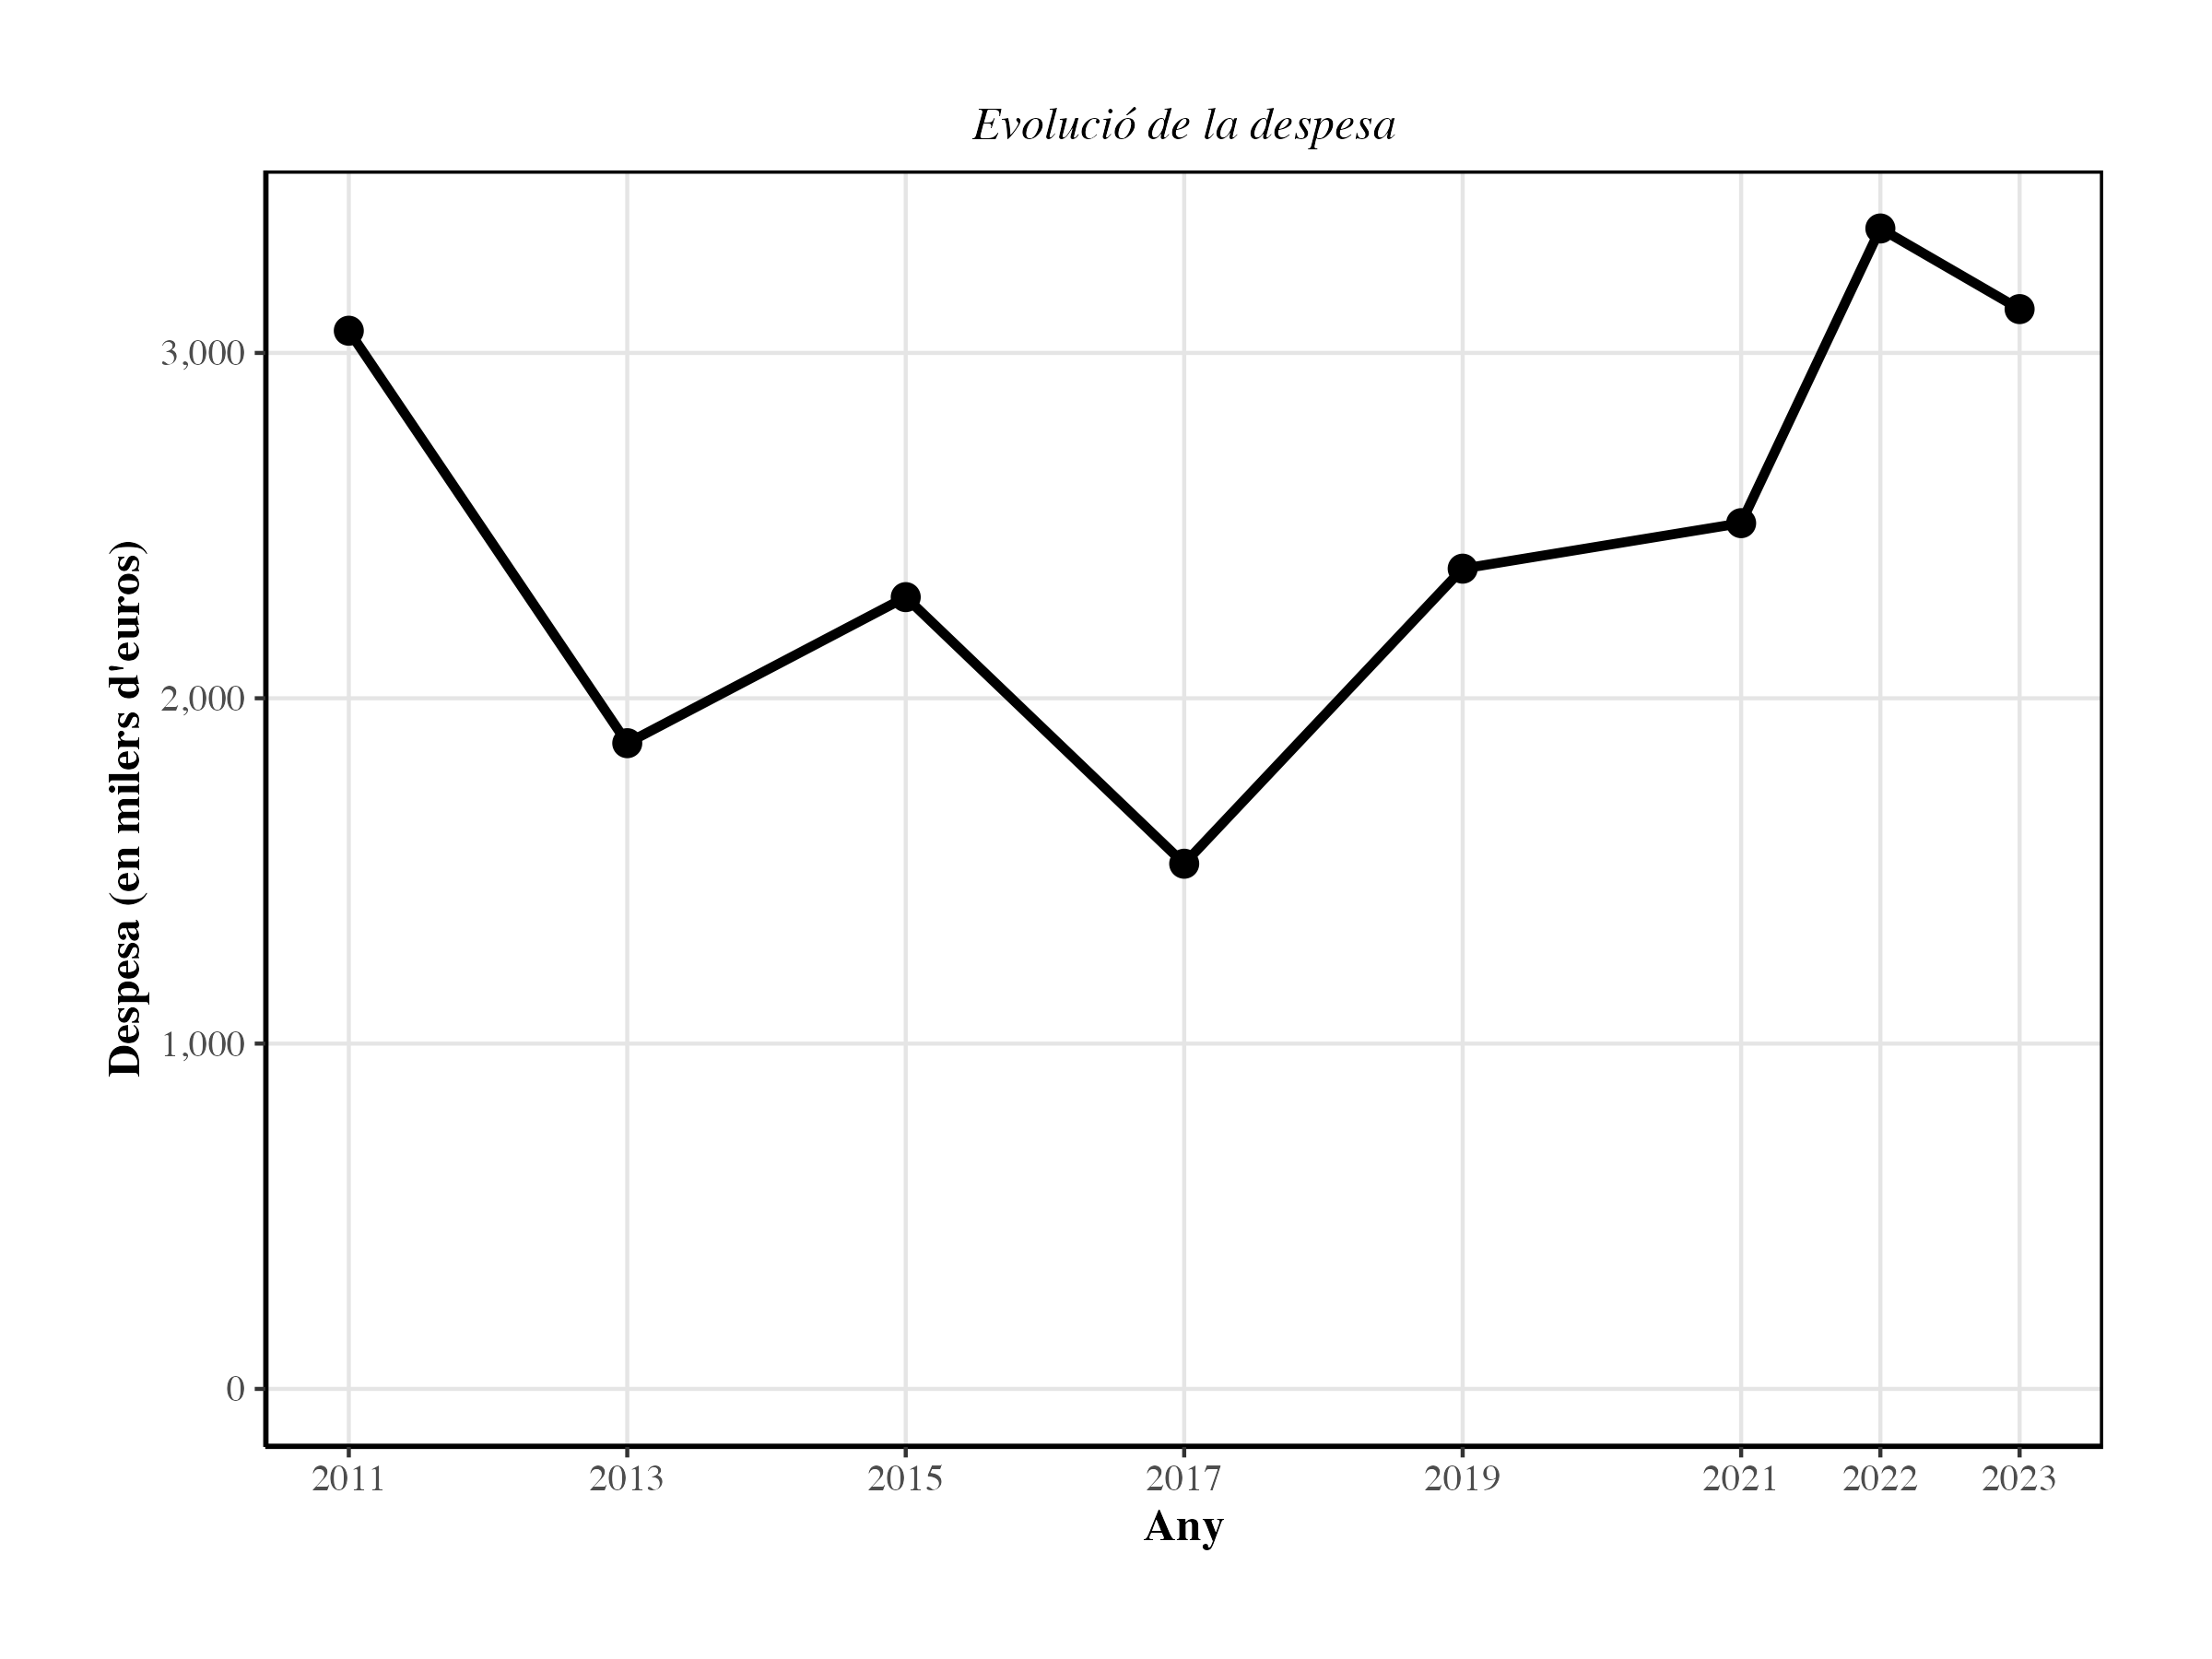 Evolució de la despesa
Despesa (en milers d'euros)
3,000
2,000
1,000
0
2011 2013 2015 2017 2019 2021 2022 2023
Any